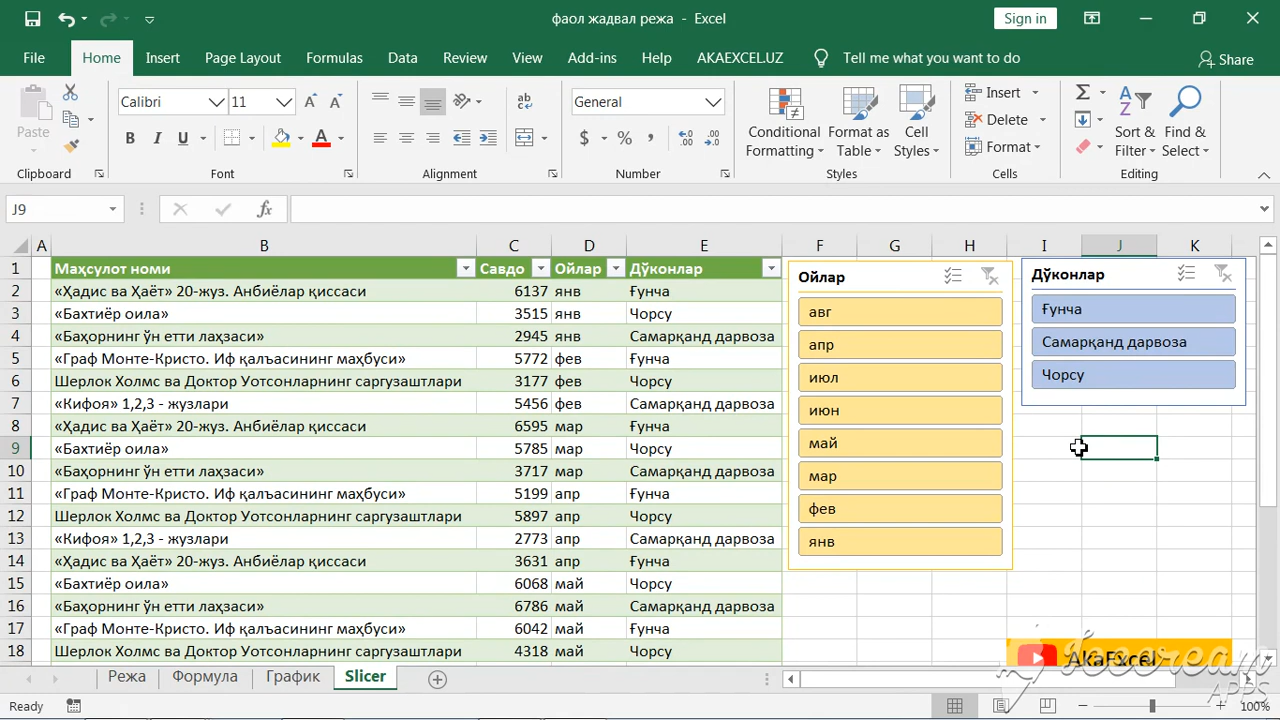 фаол жадвал режа - Excel
Sign in
File Home Insert Page Layout Formulas Data Review View Add-ins Help AKAEXCEL.UZ Tell me what you want to do Share
Paste
Calibri 11
B I U
General
$ % ,
Conditional Formatting
Format as Table
Cell Styles
Insert
Delete
Format
Sort & Filter
Find & Select
Clipboard Font Alignment Number Styles Cells Editing
J9 fx
A B C D E F G H I J K
1 Маҳсулот номи Савдо Ойлар Дўконлар
2 «Ҳадис ва Ҳаёт» 20-жуз. Анбиёлар қиссаси 6137 янв Ғунча
3 «Бахтиёр оила» 3515 янв Чорсу
4 «Баҳорнинг ўн етти лаҳзаси» 2945 янв Самарқанд дарвоза
5 «Граф Монте-Кристо. Иф қалъасининг маҳбуси» 5772 фев Ғунча
6 Шерлок Холмс ва Доктор Уотсонларнинг саргузаштлари 3177 фев Чорсу
7 «Кифоя» 1,2,3 - жузлари 5456 фев Самарқанд дарвоза
8 «Ҳадис ва Ҳаёт» 20-жуз. Анбиёлар қиссаси 6595 мар Ғунча
9 «Бахтиёр оила» 5785 мар Чорсу
10 «Баҳорнинг ўн етти лаҳзаси» 3717 мар Самарқанд дарвоза
11 «Граф Монте-Кристо. Иф қалъасининг маҳбуси» 5199 апр Ғунча
12 Шерлок Холмс ва Доктор Уотсонларнинг саргузаштлари 5897 апр Чорсу
13 «Кифоя» 1,2,3 - жузлари 2773 апр Самарқанд дарвоза
14 «Ҳадис ва Ҳаёт» 20-жуз. Анбиёлар қиссаси 3631 апр Ғунча
15 «Бахтиёр оила» 6068 май Чорсу
16 «Баҳорнинг ўн етти лаҳзаси» 6786 май Самарқанд дарвоза
17 «Граф Монте-Кристо. Иф қалъасининг маҳбуси» 6042 май Ғунча
18 Шерлок Холмс ва Доктор Уотсонларнинг саргузаштлари 4318 май Чорсу
Ойлар
авг
апр
июл
июн
май
мар
фев
янв
Дўконлар
Ғунча
Самарқанд дарвоза
Чорсу
AkaExcel
icecream
APPS
Режа Формула График Slicer
Ready
100%